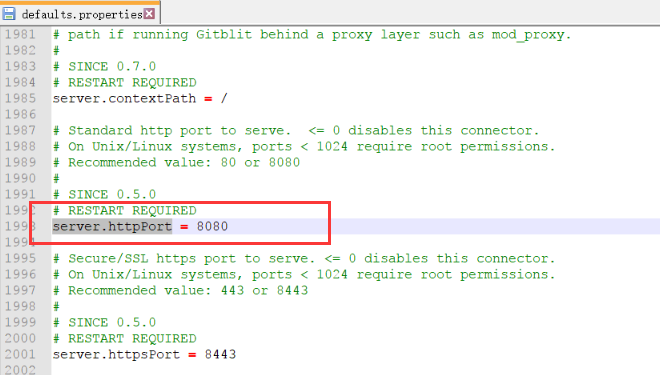 defaults.properties
1981 # path if running Gitblit behind a proxy layer such as mod_proxy.
1982 #
1983 # SINCE 0.7.0
1984 # RESTART REQUIRED
1985 server.contextPath = /
1986
1987 # Standard http port to serve.  <= 0 disables this connector.
1988 # On Unix/Linux systems, ports < 1024 require root permissions.
1989 # Recommended value: 80 or 8080
1990 #
1991 # SINCE 0.5.0
1992 # RESTART REQUIRED
1993 server.httpPort = 8080
1994
1995 # Secure/SSL https port to serve. <= 0 disables this connector.
1996 # On Unix/Linux systems, ports < 1024 require root permissions.
1997 # Recommended value: 443 or 8443
1998 #
1999 # SINCE 0.5.0
2000 # RESTART REQUIRED
2001 server.httpsPort = 8443
2002